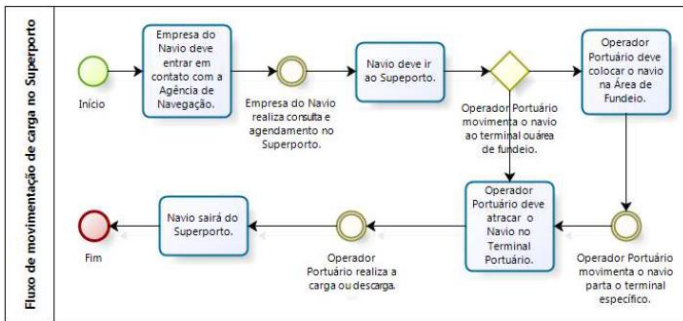 Fluxo de movimentação de carga no Superporto
Início
Empresa do
Navio deve
entrar em
contato com a
Agência de
Navegação.
Empresa do Navio
realiza consulta e
agendamento no
Superporto.
Navio deve ir
ao Supeporto.
Operador Portuário
movimenta o navio
ao terminal ouárea
de fundeio.
Operador
Portuário deve
colocar o navio
na Área de
Fundeio.
Operador Portuário
movimenta o navio
parta o terminal
específico.
Operador
Portuário deve
atracar o
Navio no
Terminal
Portuário.
Operador
Portuário realiza a
carga ou descarga.
Navio sairá do
Superporto.
Fim